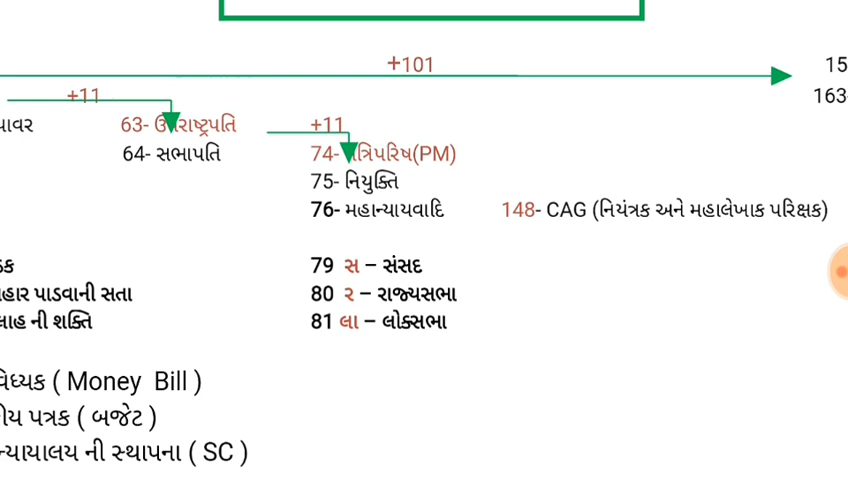 +101
15
+11
163-
પાવર
63- ઉપરાષ્ટ્રપતિ
+11
64- સભાપતિ
74- મંત્રિપરિષ(PM)
75- નિયુક્તિ
76- મહાન્યાયવાદિ
148- CAG (નિયંત્રક અને મહાલેખાક પરિક્ષક)
79 સ – સંસદ
હાર પાડવાની સતા
80 ર – રાજ્યસભા
લાહ ની શક્તિ
81 લા – લોક્સભા
વિધ્યક ( Money Bill )
ીય પત્રક ( બજેટ )
ન્યાયાલય ની સ્થાપના ( SC )